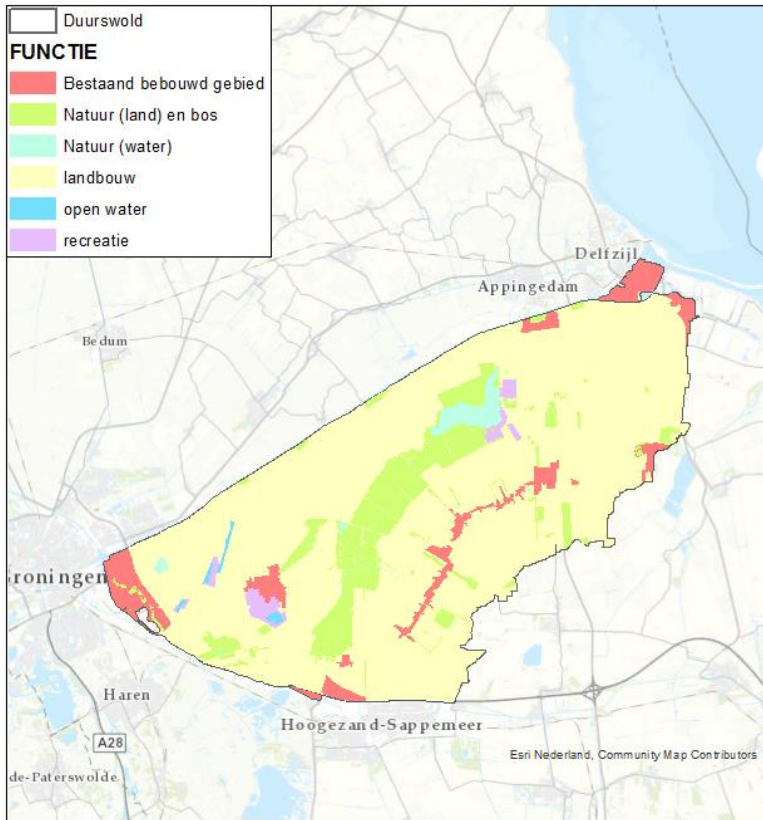 Duurswold
FUNCTIE
Bestaand bebouwd gebied
Natuur (land) en bos
Natuur (water)
landbouw
open water
recreatie
Delfzijl
Appingedam
Bedum
Groningen
Haren
Hoogezand-Sappemeer
A28
Esri Nederland, Community Map Contributors
de-Paterswolde